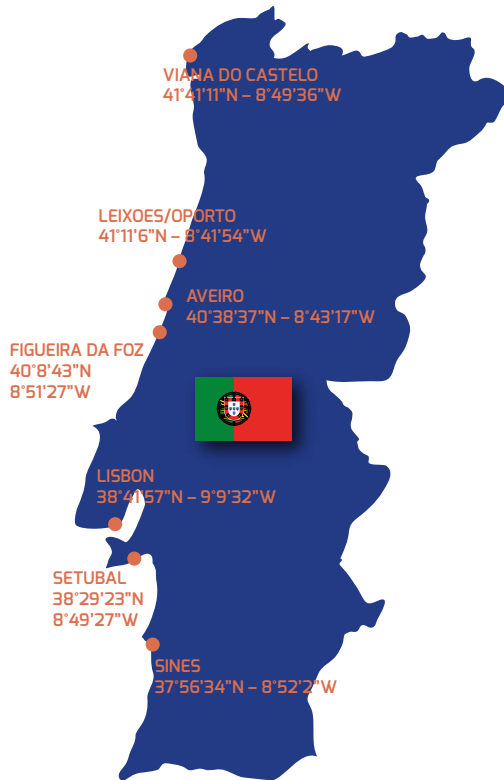 VIANA DO CASTELO
41°41’11”N – 8°49’36”W
LEIXOES/OPORTO
41°11’6”N – 8°41’54”W
AVEIRO
40°38’37”N – 8°43’17”W
FIGUEIRA DA FOZ
40°8’43”N
8°51’27”W
LISBON
38°41’57”N – 9°9’32”W
SETUBAL
38°29’23”N
8°49’27”W
SINES
37°56’34”N – 8°52’2”W